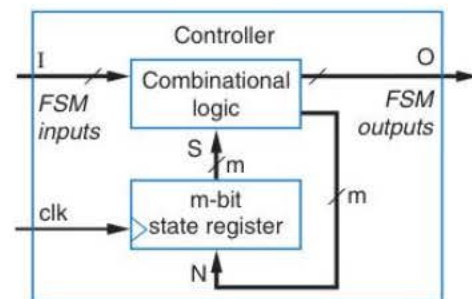 Controller
I
O
FSM
inputs
Combinational
logic
FSM
outputs
S
m
m
clk
m-bit
state register
N